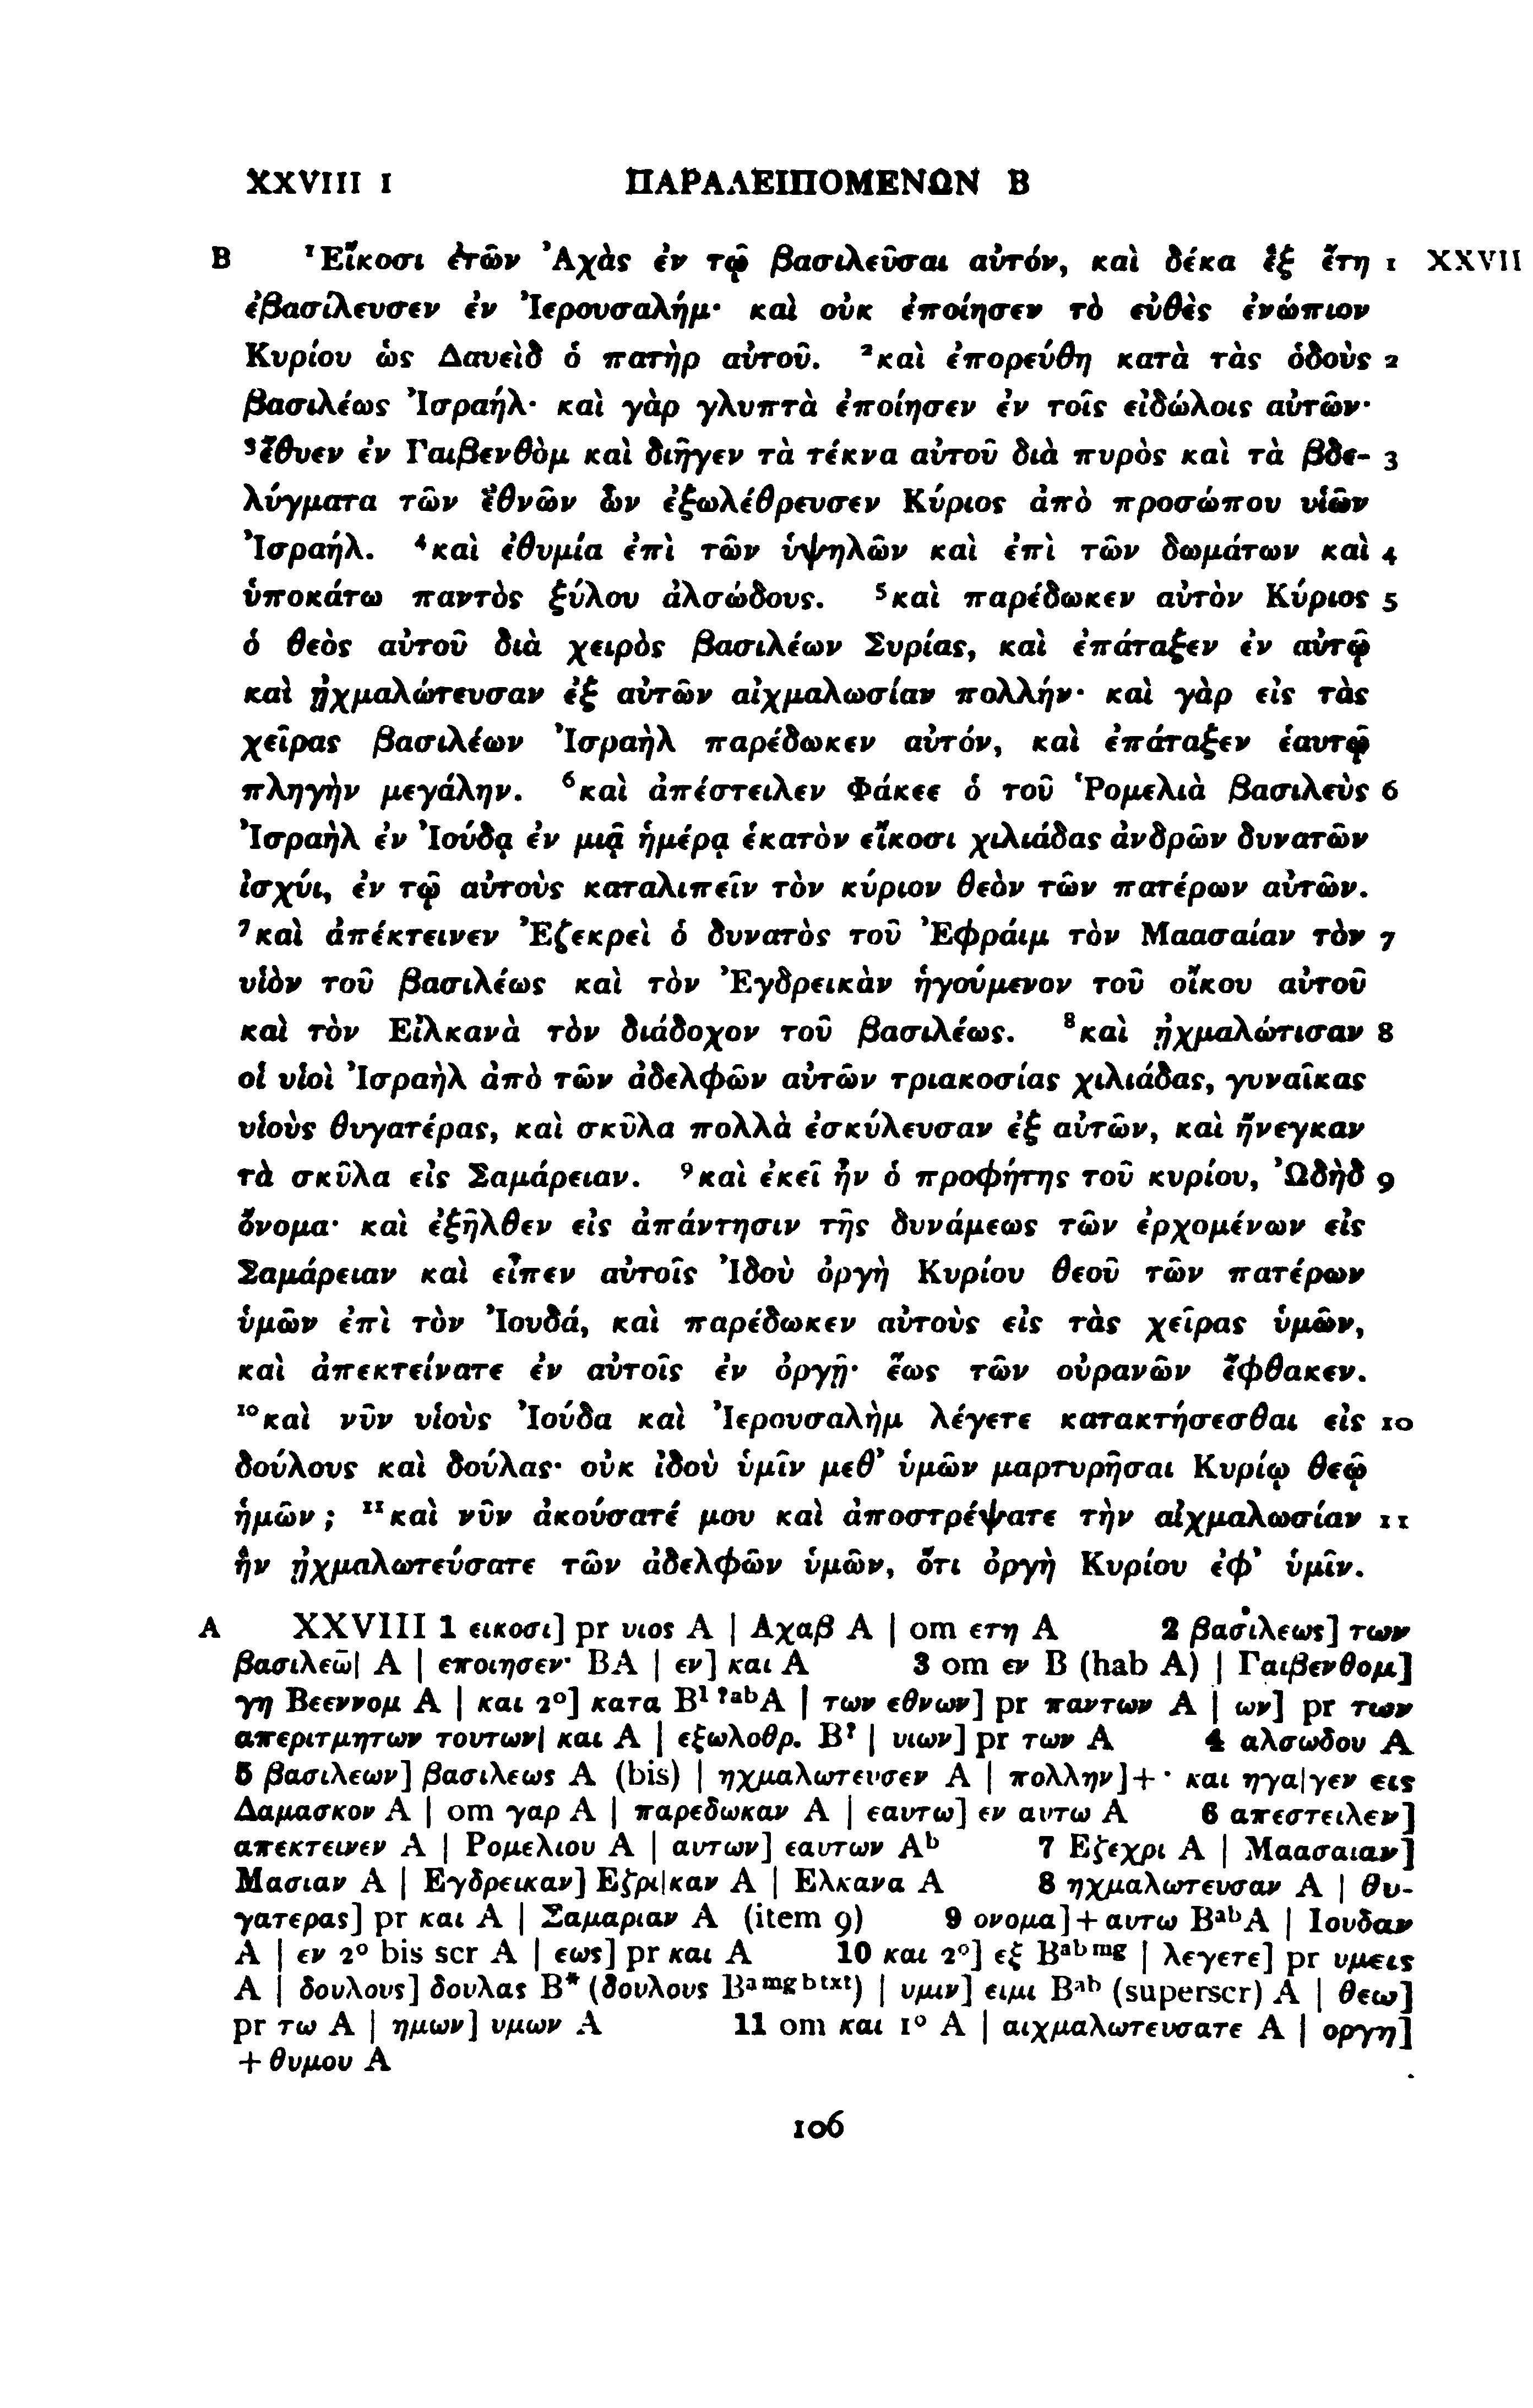 XXVIII 1 ΠΑΡΑΛΕΙΠΟΜΕΝΩΝ Β
B ¹Εἴκοσι ἐτῶν Ἀχὰς ἐν τῷ βασιλεῦσαι αὐτόν, καὶ δέκα ἓξ ἔτη 1 XXVII
ἐβασίλευσεν ἐν Ἰερουσαλήμ· καὶ οὐκ ἐποίησεν τὸ εὐθὲς ἐνώπιον
Κυρίου ὡς Δαυεὶδ ὁ πατὴρ αὐτοῦ. ²καὶ ἐπορεύθη κατὰ τὰς ὁδοὺς 2
βασιλέως Ἰσραήλ· καὶ γὰρ γλυπτὰ ἐποίησεν ἐν τοῖς εἰδώλοις αὐτῶν·
³ἔθυεν ἐν Γαιβενθὸμ καὶ διῆγεν τὰ τέκνα αὐτοῦ διὰ πυρὸς καὶ τὰ βδε- 3
λύγματα τῶν ἐθνῶν ὧν ἐξωλέθρευσεν Κύριος ἀπὸ προσώπου υἱῶν
Ἰσραήλ. ⁴καὶ ἐθυμία ἐπὶ τῶν ὑψηλῶν καὶ ἐπὶ τῶν δωμάτων καὶ 4
ὑποκάτω παντὸς ξύλου ἀλσώδους. ⁵καὶ παρέδωκεν αὐτὸν Κύριος 5
ὁ θεὸς αὐτοῦ διὰ χειρὸς βασιλέων Συρίας, καὶ ἐπάταξεν ἐν αὐτῷ
καὶ ᾐχμαλώτευσαν ἐξ αὐτῶν αἰχμαλωσίαν πολλήν· καὶ γὰρ εἰς τὰς
χεῖρας βασιλέων Ἰσραὴλ παρέδωκεν αὐτόν, καὶ ἐπάταξεν ἑαυτῷ
πληγὴν μεγάλην. ⁶καὶ ἀπέστειλεν Φάκεε ὁ τοῦ Ῥομελιὰ βασιλεὺς 6
Ἰσραὴλ ἐν Ἰούδᾳ ἐν μιᾷ ἡμέρᾳ ἑκατὸν εἴκοσι χιλιάδας ἀνδρῶν δυνατῶν
ἰσχύι, ἐν τῷ αὐτοὺς καταλιπεῖν τὸν κύριον θεὸν τῶν πατέρων αὐτῶν.
⁷καὶ ἀπέκτεινεν Ἐζεκρεὶ ὁ δυνατὸς τοῦ Ἐφράιμ τὸν Μαασαίαν τὸν 7
υἱὸν τοῦ βασιλέως καὶ τὸν Ἐγδρεικὰν ἡγούμενον τοῦ οἴκου αὐτοῦ
καὶ τὸν Εἰλκανὰ τὸν διάδοχον τοῦ βασιλέως. ⁸καὶ ᾐχμαλώτισαν 8
οἱ υἱοὶ Ἰσραὴλ ἀπὸ τῶν ἀδελφῶν αὐτῶν τριακοσίας χιλιάδας, γυναῖκας
υἱοὺς θυγατέρας, καὶ σκῦλα πολλὰ ἐσκύλευσαν ἐξ αὐτῶν, καὶ ἤνεγκαν
τὰ σκῦλα εἰς Σαμάρειαν. ⁹καὶ ἐκεῖ ἦν ὁ προφήτης τοῦ κυρίου, Ὠδὴδ 9
ὄνομα· καὶ ἐξῆλθεν εἰς ἀπάντησιν τῆς δυνάμεως τῶν ἐρχομένων εἰς
Σαμάρειαν καὶ εἶπεν αὐτοῖς Ἰδοὺ ὀργὴ Κυρίου θεοῦ τῶν πατέρων
ὑμῶν ἐπὶ τὸν Ἰουδά, καὶ παρέδωκεν αὐτοὺς εἰς τὰς χεῖρας ὑμῶν,
καὶ ἀπεκτείνατε ἐν αὐτοῖς ἐν ὀργῇ· ἕως τῶν οὐρανῶν ἔφθακεν.
¹⁰καὶ νῦν υἱοὺς Ἰούδα καὶ Ἰερουσαλὴμ λέγετε κατακτήσεσθαι εἰς 10
δούλους καὶ δούλας· οὐκ ἰδοὺ ὑμῖν μεθ᾽ ὑμῶν μαρτυρῆσαι Κυρίῳ θεῷ
ἡμῶν; ¹¹καὶ νῦν ἀκούσατέ μου καὶ ἀποστρέψατε τὴν αἰχμαλωσίαν 11
ἣν ᾐχμαλωτεύσατε τῶν ἀδελφῶν ὑμῶν, ὅτι ὀργὴ Κυρίου ἐφ᾽ ὑμῖν.
A XXVIII 1 εικοσι] pr υιος A | Αχαβ A | om ετη A 2 βασιλεως] των
βασιλεω̄| A | εποιησεν· BA | εν] και A 3 om εν B (hab A) | Γαιβενθομ]
γη Βεεννομ A | και 2°] κατα B¹ ᵗᵃᵇA | των εθνων] pr παντων A | ων] pr των
απεριτμητων τουτων| και A | εξωλοθρ. B? | υιων] pr των A 4 αλσωδου A
5 βασιλεων] βασιλεως A (bis) | ηχμαλωτευσεν A | πολλην]+· και ηγα|γεν εις
Δαμασκον A | om γαρ A | παρεδωκαν A | εαυτω] εν αυτω A 6 απεστειλεν]
απεκτεινεν A | Ρομελιου A | αυτων] εαυτων Aᵇ 7 Εζεχρι A | Μαασαιαν]
Μασιαν A | Εγδρεικαν] Εζρι|καν A | Ελκανα A 8 ηχμαλωτευσαν A | θυ-
γατερας] pr και A | Σαμαριαν A (item 9) 9 ονομα]+αυτω BᵃᵇA | Ιουδαν
A | εν 2° bis scr A | εως] pr και A 10 και 2°] εξ Bᵃᵇᵐᵍ | λεγετε] pr υμεις
A | δουλους] δουλας B* (δουλους Bᵃᵐᵍᵇᵗˣᵗ) | υμιν] ειμι Bᵃᵇ (superscr) A | θεω]
pr τω A | ημων] υμων A 11 om και 1° A | αιχμαλωτευσατε A | οργη]
+θυμου A
106